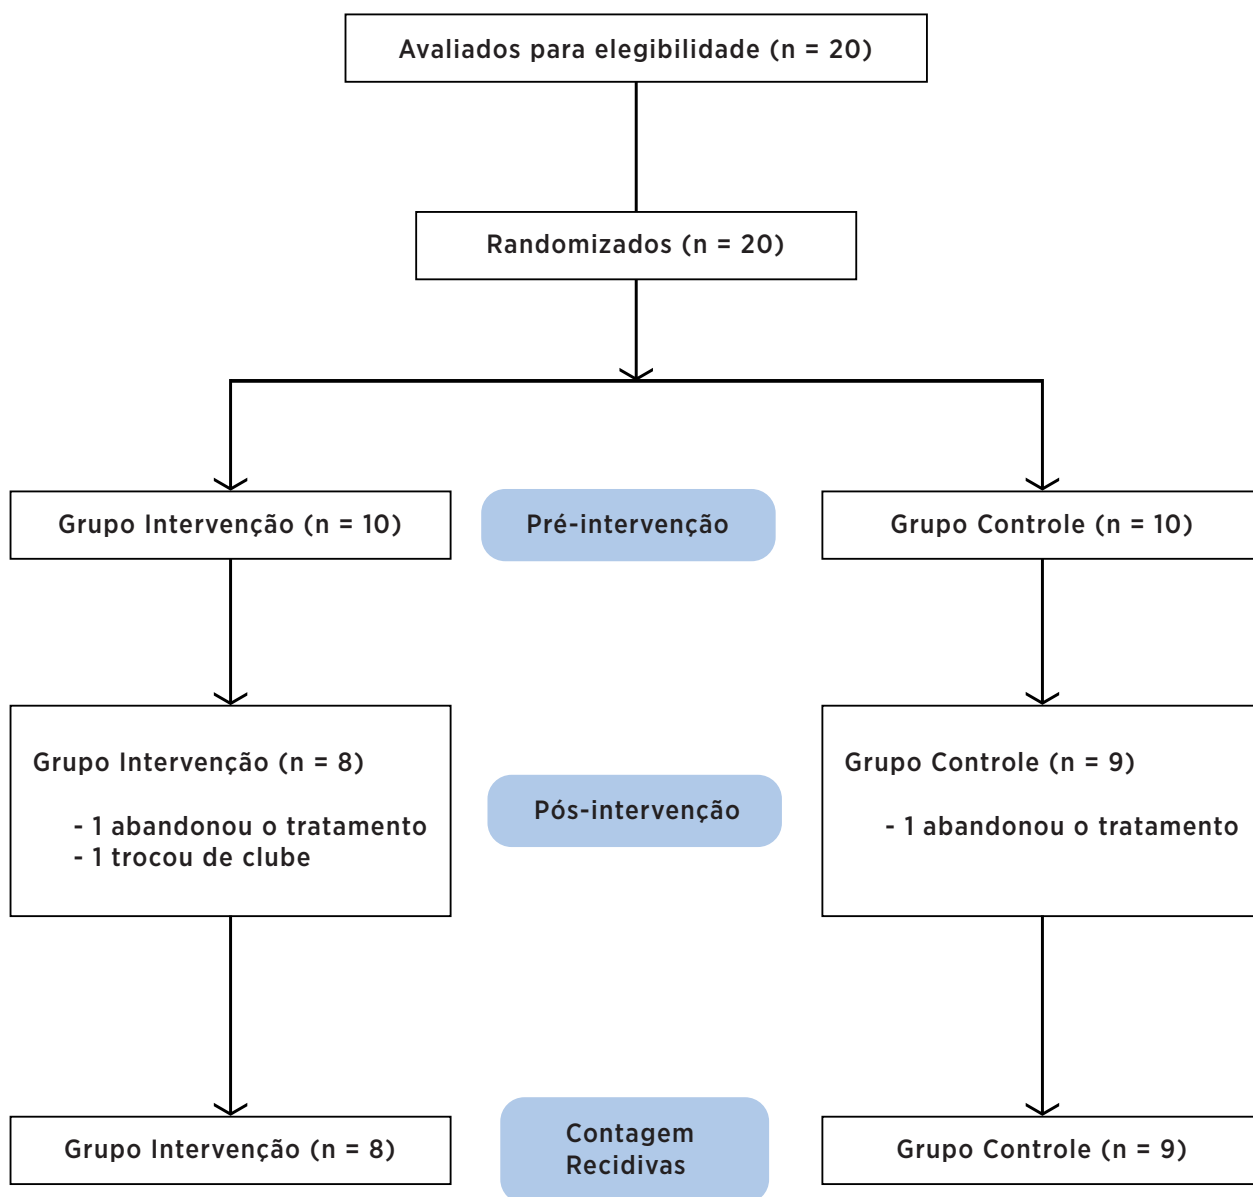 Avaliados para elegibilidade (n = 20)
Randomizados (n = 20)
Grupo Intervenção (n = 10)
Pré-intervenção
Grupo Controle (n = 10)
Grupo Intervenção (n = 8)
- 1 abandonou o tratamento
- 1 trocou de clube
Pós-intervenção
Grupo Controle (n = 9)
- 1 abandonou o tratamento
Grupo Intervenção (n = 8)
Contagem
Recidivas
Grupo Controle (n = 9)